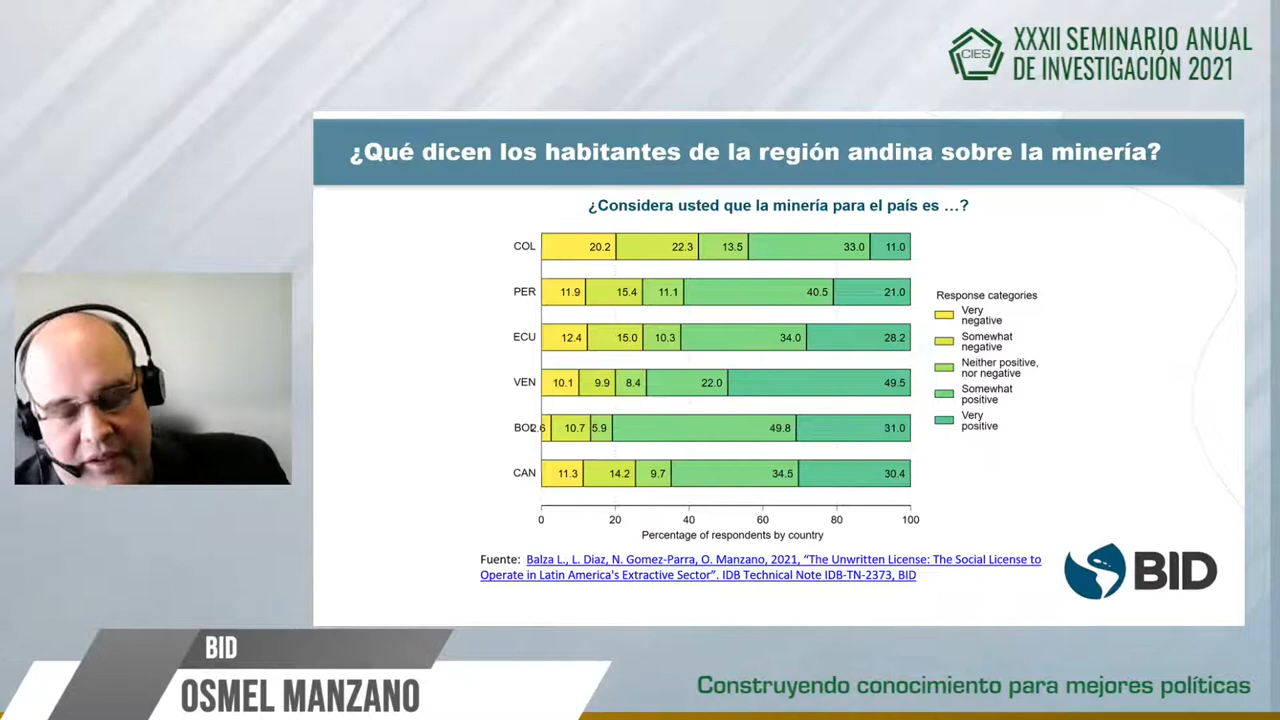 CIES
XXXII SEMINARIO ANUAL
DE INVESTIGACIÓN 2021
¿Qué dicen los habitantes de la región andina sobre la minería?
¿Considera usted que la minería para el país es ...?
COL 20.2 22.3 13.5 33.0 11.0
PER 11.9 15.4 11.1 40.5 21.0
ECU 12.4 15.0 10.3 34.0 28.2
VEN 10.1 9.9 8.4 22.0 49.5
BOL 2.6 10.7 5.9 49.8 31.0
CAN 11.3 14.2 9.7 34.5 30.4
0 20 40 60 80 100
Percentage of respondents by country
Response categories
Very
negative
Somewhat
negative
Neither positive,
nor negative
Somewhat
positive
Very
positive
Fuente: Balza L., L. Diaz, N. Gomez-Parra, O. Manzano, 2021, “The Unwritten License: The Social License to
Operate in Latin America's Extractive Sector”. IDB Technical Note IDB-TN-2373, BID
BID
BID
OSMEL MANZANO
Construyendo conocimiento para mejores políticas